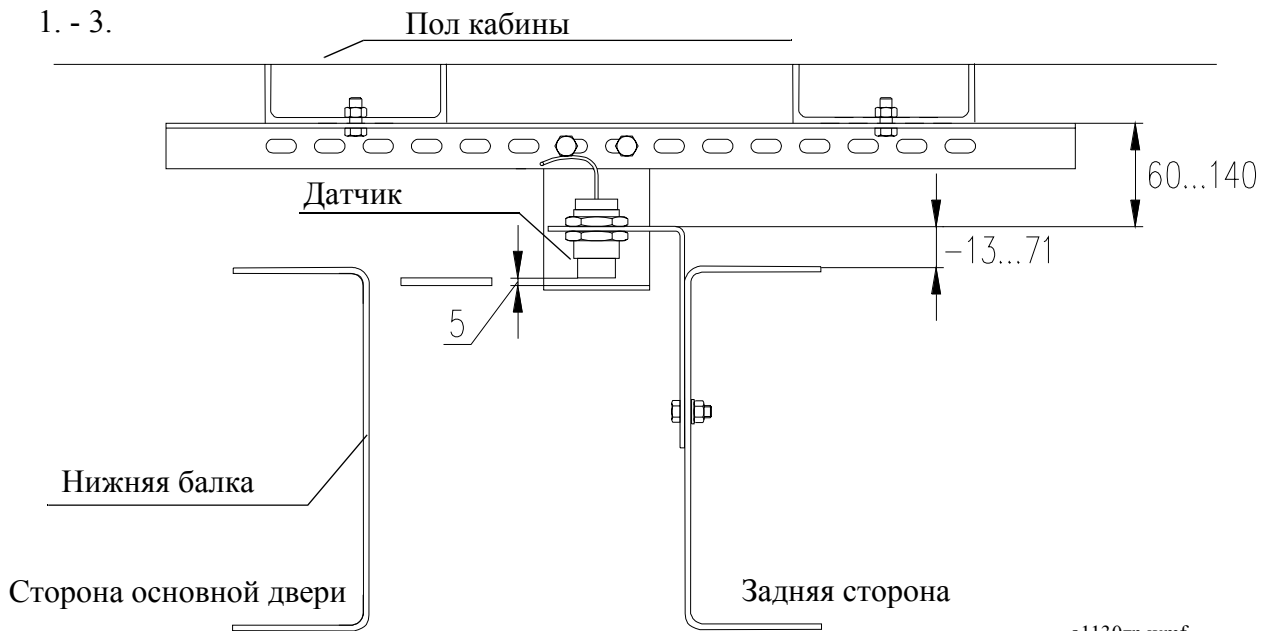 1. - 3.
Пол кабины
60...140
Датчик
-13...71
5
Нижняя балка
Сторона основной двери
Задняя сторона